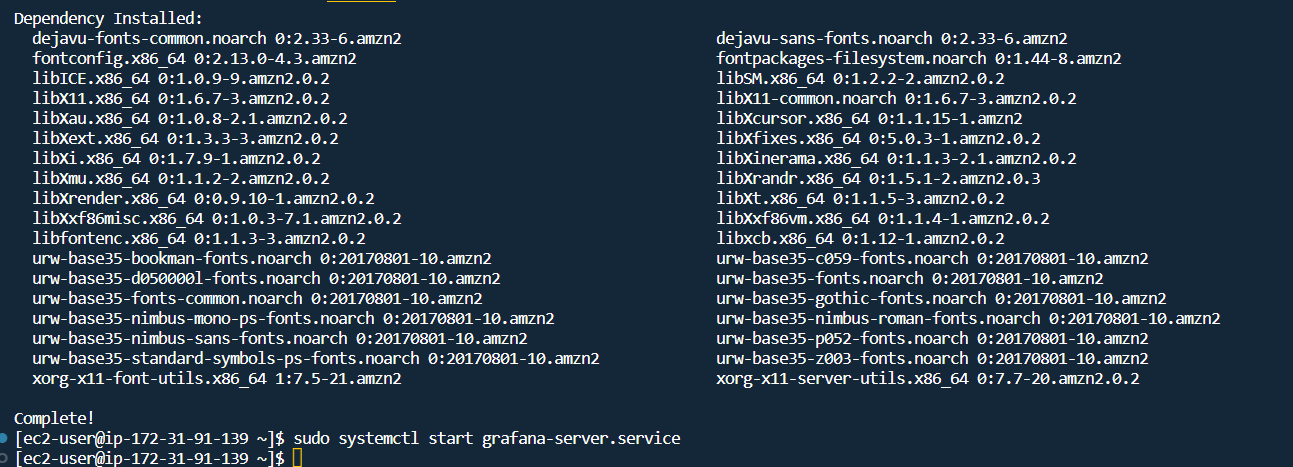 Dependency Installed:
dejavu-fonts-common.noarch 0:2.33-6.amzn2 dejavu-sans-fonts.noarch 0:2.33-6.amzn2
fontconfig.x86_64 0:2.13.0-4.3.amzn2 fontpackages-filesystem.noarch 0:1.44-8.amzn2
libICE.x86_64 0:1.0.9-9.amzn2.0.2 libSM.x86_64 0:1.2.2-2.amzn2.0.2
libX11.x86_64 0:1.6.7-3.amzn2.0.2 libX11-common.noarch 0:1.6.7-3.amzn2.0.2
libXau.x86_64 0:1.0.8-2.1.amzn2.0.2 libXcursor.x86_64 0:1.1.15-1.amzn2
libXext.x86_64 0:1.3.3-3.amzn2.0.2 libXfixes.x86_64 0:5.0.3-1.amzn2.0.2
libXi.x86_64 0:1.7.9-1.amzn2.0.2 libXinerama.x86_64 0:1.1.3-2.1.amzn2.0.2
libXmu.x86_64 0:1.1.2-2.amzn2.0.2 libXrandr.x86_64 0:1.5.1-2.amzn2.0.3
libXrender.x86_64 0:0.9.10-1.amzn2.0.2 libXt.x86_64 0:1.1.5-3.amzn2.0.2
libXxf86misc.x86_64 0:1.0.3-7.1.amzn2.0.2 libXxf86vm.x86_64 0:1.1.4-1.amzn2.0.2
libfontenc.x86_64 0:1.1.3-3.amzn2.0.2 libxcb.x86_64 0:1.12-1.amzn2.0.2
urw-base35-bookman-fonts.noarch 0:20170801-10.amzn2 urw-base35-c059-fonts.noarch 0:20170801-10.amzn2
urw-base35-d050000l-fonts.noarch 0:20170801-10.amzn2 urw-base35-fonts.noarch 0:20170801-10.amzn2
urw-base35-fonts-common.noarch 0:20170801-10.amzn2 urw-base35-gothic-fonts.noarch 0:20170801-10.amzn2
urw-base35-nimbus-mono-ps-fonts.noarch 0:20170801-10.amzn2 urw-base35-nimbus-roman-fonts.noarch 0:20170801-10.amzn2
urw-base35-nimbus-sans-fonts.noarch 0:20170801-10.amzn2 urw-base35-p052-fonts.noarch 0:20170801-10.amzn2
urw-base35-standard-symbols-ps-fonts.noarch 0:20170801-10.amzn2 urw-base35-z003-fonts.noarch 0:20170801-10.amzn2
xorg-x11-font-utils.x86_64 1:7.5-21.amzn2 xorg-x11-server-utils.x86_64 0:7.7-20.amzn2.0.2
Complete!
[ec2-user@ip-172-31-91-139 ~]$ sudo systemctl start grafana-server.service
[ec2-user@ip-172-31-91-139 ~]$